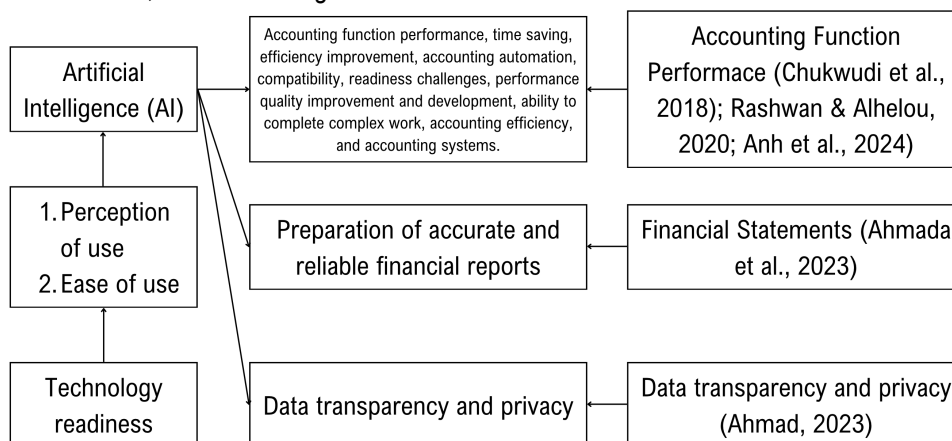 Artificial
Intelligence (AI)
1. Perception
of use
2. Ease of use
Technology
readiness
Accounting function performance, time saving,
efficiency improvement, accounting automation,
compatibility, readiness challenges, performance
quality improvement and development, ability to
complete complex work, accounting efficiency,
and accounting systems.
Preparation of accurate and
reliable financial reports
Data transparency and privacy
Accounting Function
Performace (Chukwudi et al.,
2018); Rashwan & Alhelou,
2020; Anh et al., 2024)
Financial Statements (Ahmada
et al., 2023)
Data transparency and privacy
(Ahmad, 2023)